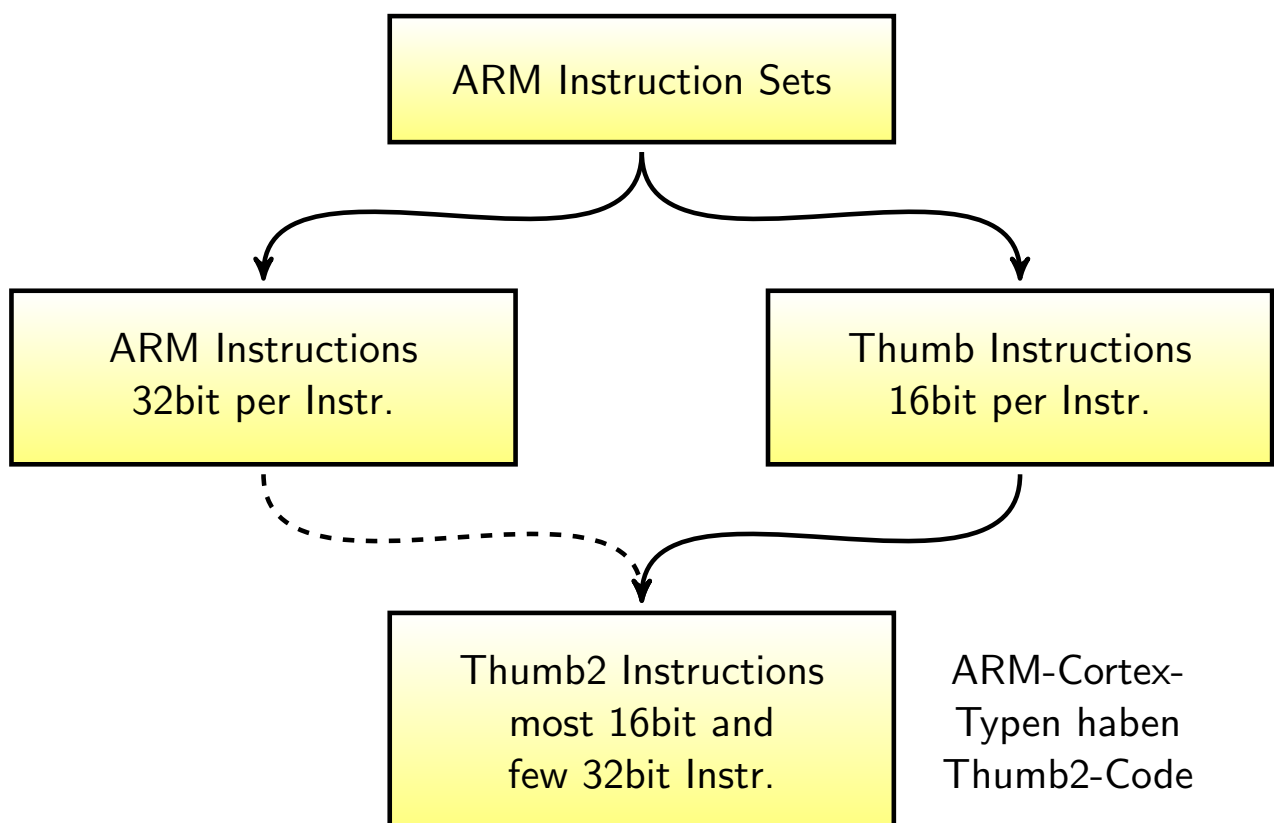 ARM Instruction Sets
ARM Instructions
32bit per Instr.
Thumb Instructions
16bit per Instr.
Thumb2 Instructions
most 16bit and
few 32bit Instr.
ARM-Cortex-
Typen haben
Thumb2-Code